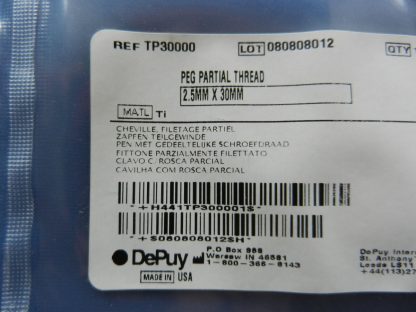 REF TP30000 LOT 080808012 QTY
PEG PARTIAL THREAD
2.5MM X 30MM
MATL Ti
CHEVILLE, FILETAGE PARTIEL
ZAPFEN TEILGEWINDE
PEN MET GEDEELTELIJKE SCHROEFDRAAD
FITTONE PARZIALMENTE FILETTATO
CLAVO C. ROSCA PARCIAL
CAVILHA COM ROSCA PARCIAL
*+H441TP300001$*
*+$080808012$H*
DePuy
P.O Box 988
Warsaw IN 46581
1-800-366-8143
MADE IN USA
DePuy Inter
St. Anthony
Leeds LS11
+44(113)27